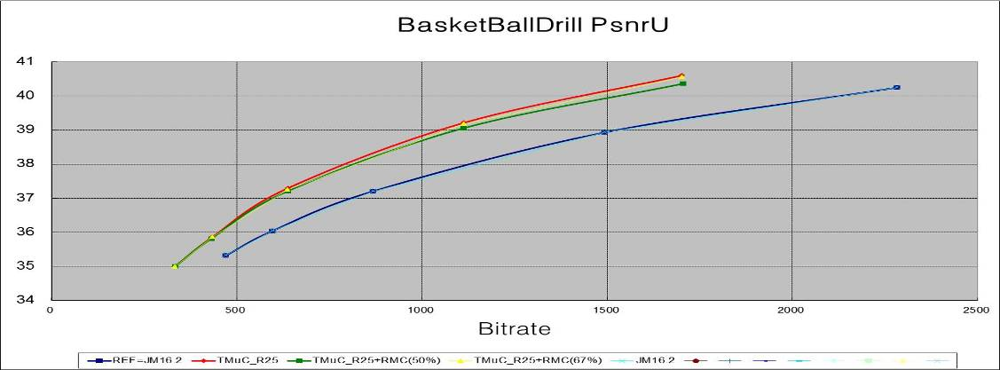 BasketBallDrill PsnrU
41
40
39
38
37
36
35
34
0 500 1000 1500 2000 2500
Bitrate
REF=JM16.2 TMuC_R25 TMuC_R25+RMC(50%) TMuC_R25+RMC(67%) JM16.2